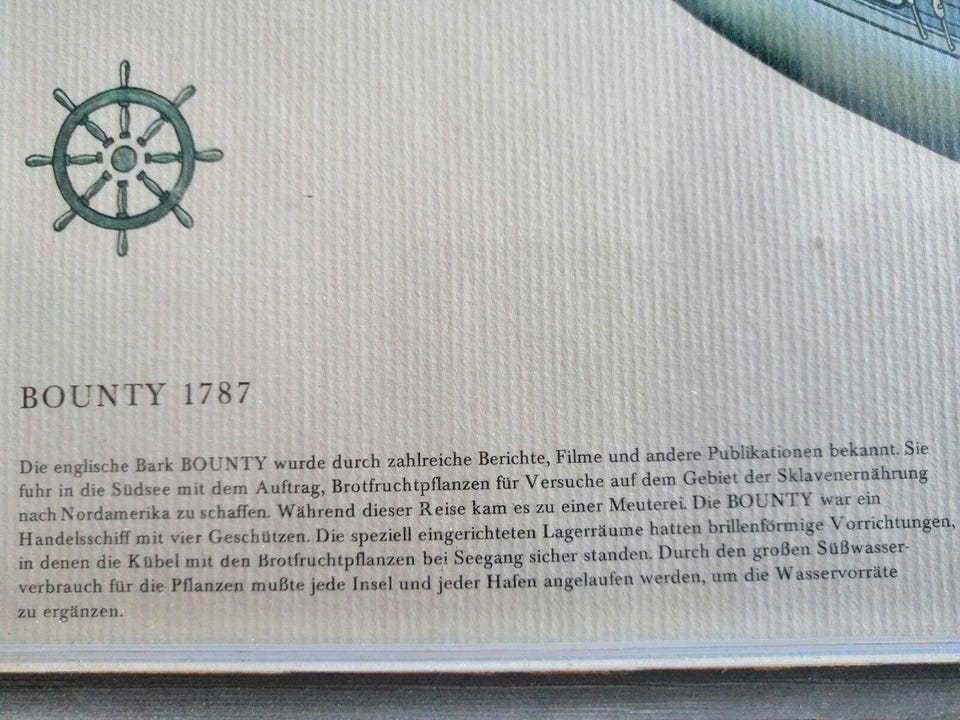 BOUNTY 1787
Die englische Bark BOUNTY wurde durch zahlreiche Berichte, Filme und andere Publikationen bekannt. Sie
fuhr in die Südsee mit dem Auftrag, Brotfruchtpflanzen für Versuche auf dem Gebiet der Sklavenernährung
nach Nordamerika zu schaffen. Während dieser Reise kam es zu einer Meuterei. Die BOUNTY war ein
Handelsschiff mit vier Geschützen. Die speziell eingerichteten Lagerräume hatten brillenförmige Vorrichtungen,
in denen die Kübel mit den Brotfruchtpflanzen bei Seegang sicher standen. Durch den großen Süßwasser-
verbrauch für die Pflanzen mußte jede Insel und jeder Hafen angelaufen werden, um die Wasservorräte
zu ergänzen.